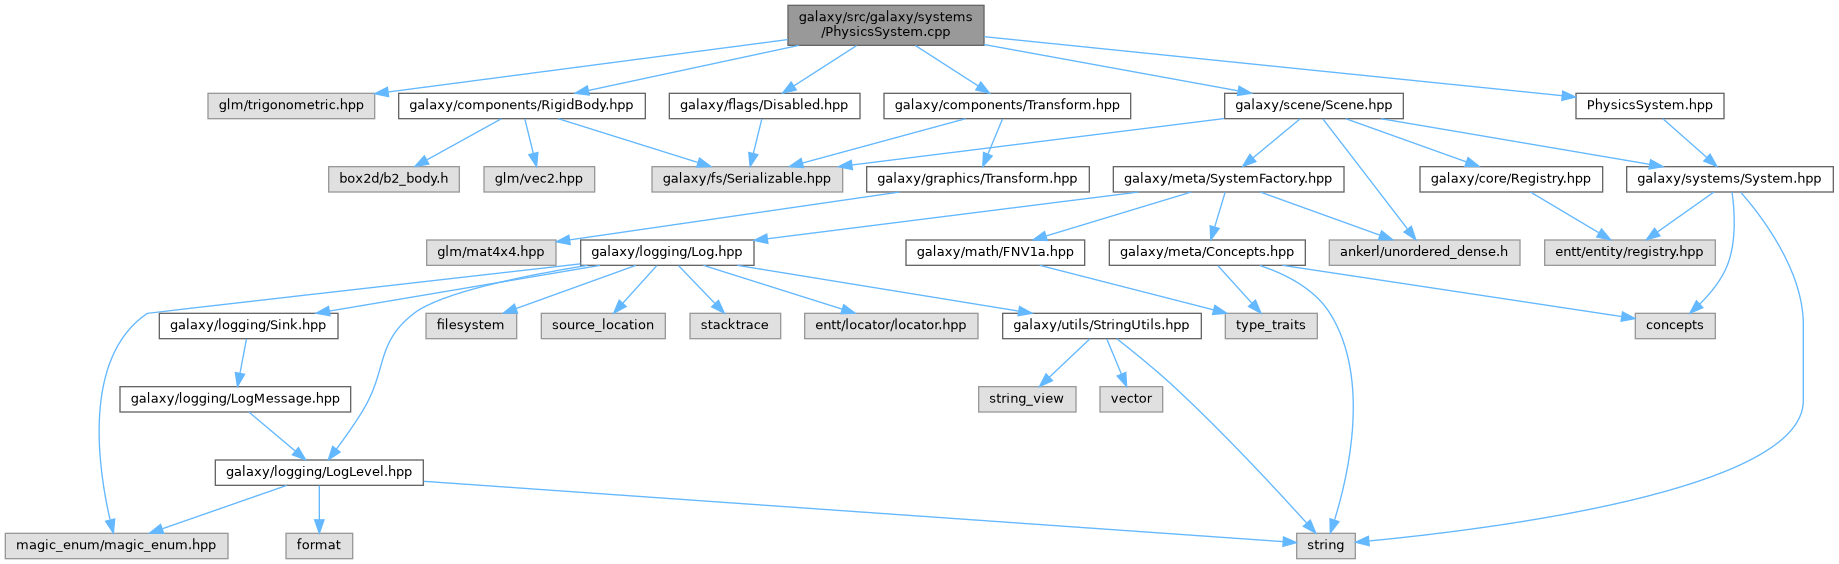 galaxy/src/galaxy/systems
/PhysicsSystem.cpp
glm/trigonometric.hpp
galaxy/components/RigidBody.hpp
galaxy/flags/Disabled.hpp
galaxy/components/Transform.hpp
galaxy/scene/Scene.hpp
PhysicsSystem.hpp
box2d/b2_body.h
glm/vec2.hpp
galaxy/fs/Serializable.hpp
galaxy/graphics/Transform.hpp
galaxy/meta/SystemFactory.hpp
galaxy/core/Registry.hpp
galaxy/systems/System.hpp
glm/mat4x4.hpp
galaxy/logging/Log.hpp
galaxy/math/FNV1a.hpp
galaxy/meta/Concepts.hpp
ankerl/unordered_dense.h
entt/entity/registry.hpp
galaxy/logging/Sink.hpp
filesystem
source_location
stacktrace
entt/locator/locator.hpp
galaxy/utils/StringUtils.hpp
type_traits
concepts
galaxy/logging/LogMessage.hpp
string_view
vector
galaxy/logging/LogLevel.hpp
magic_enum/magic_enum.hpp
format
string